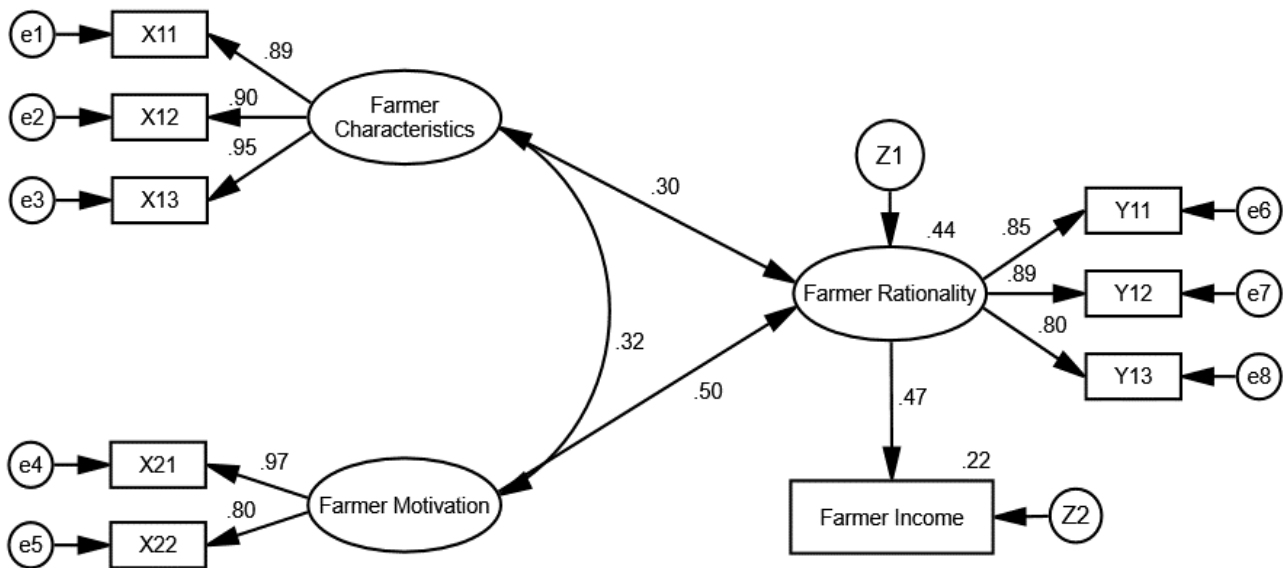 e1
X11
.89
e2
X12
.90
e3
X13
.95
Farmer
Characteristics
.30
.32
.50
Z1
.44
Farmer Rationality
.85
Y11
e6
.89
Y12
e7
.80
Y13
e8
.47
.22
Farmer Income
Z2
e4
X21
.97
e5
X22
.80
Farmer Motivation